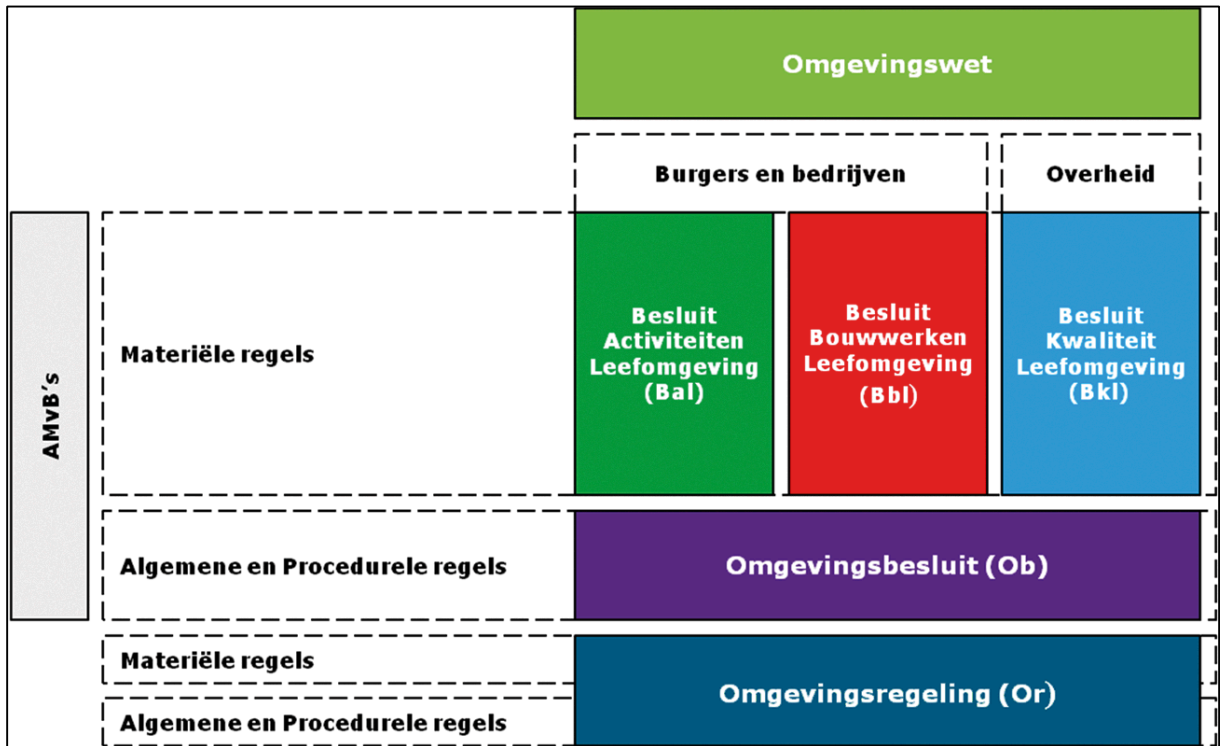 Omgevingswet
Burgers en bedrijven
Overheid
AMvB's
Materiële regels
Besluit
Activiteiten
Leefomgeving
(Bal)
Besluit
Bouwwerken
Leefomgeving
(Bbl)
Besluit
Kwaliteit
Leefomgeving
(Bkl)
Algemene en Procedurele regels
Omgevingsbesluit (Ob)
Materiële regels
Omgevingsregeling (Or)
Algemene en Procedurele regels